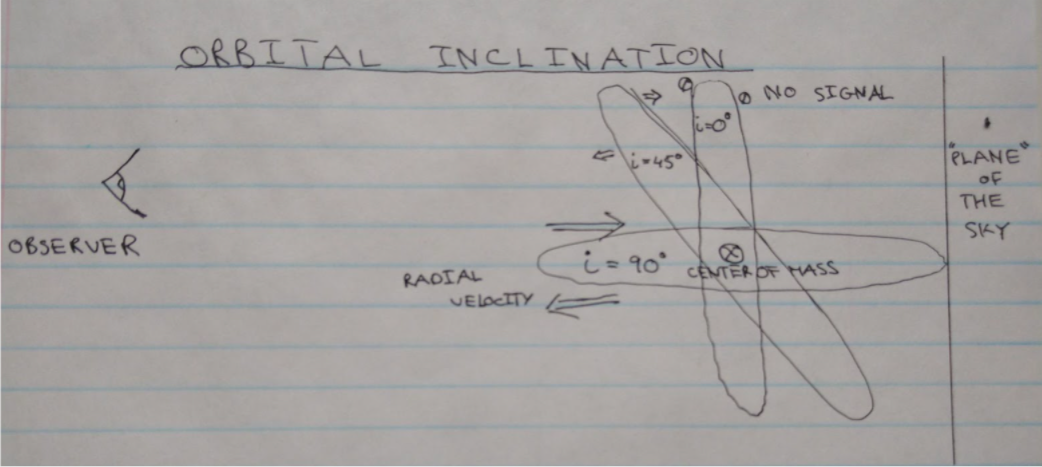 ORBITAL INCLINATION
NO SIGNAL
i=0°
i=45°
"PLANE"
OF
THE
SKY
OBSERVER
i = 90°
CENTER OF MASS
RADIAL
VELOCITY